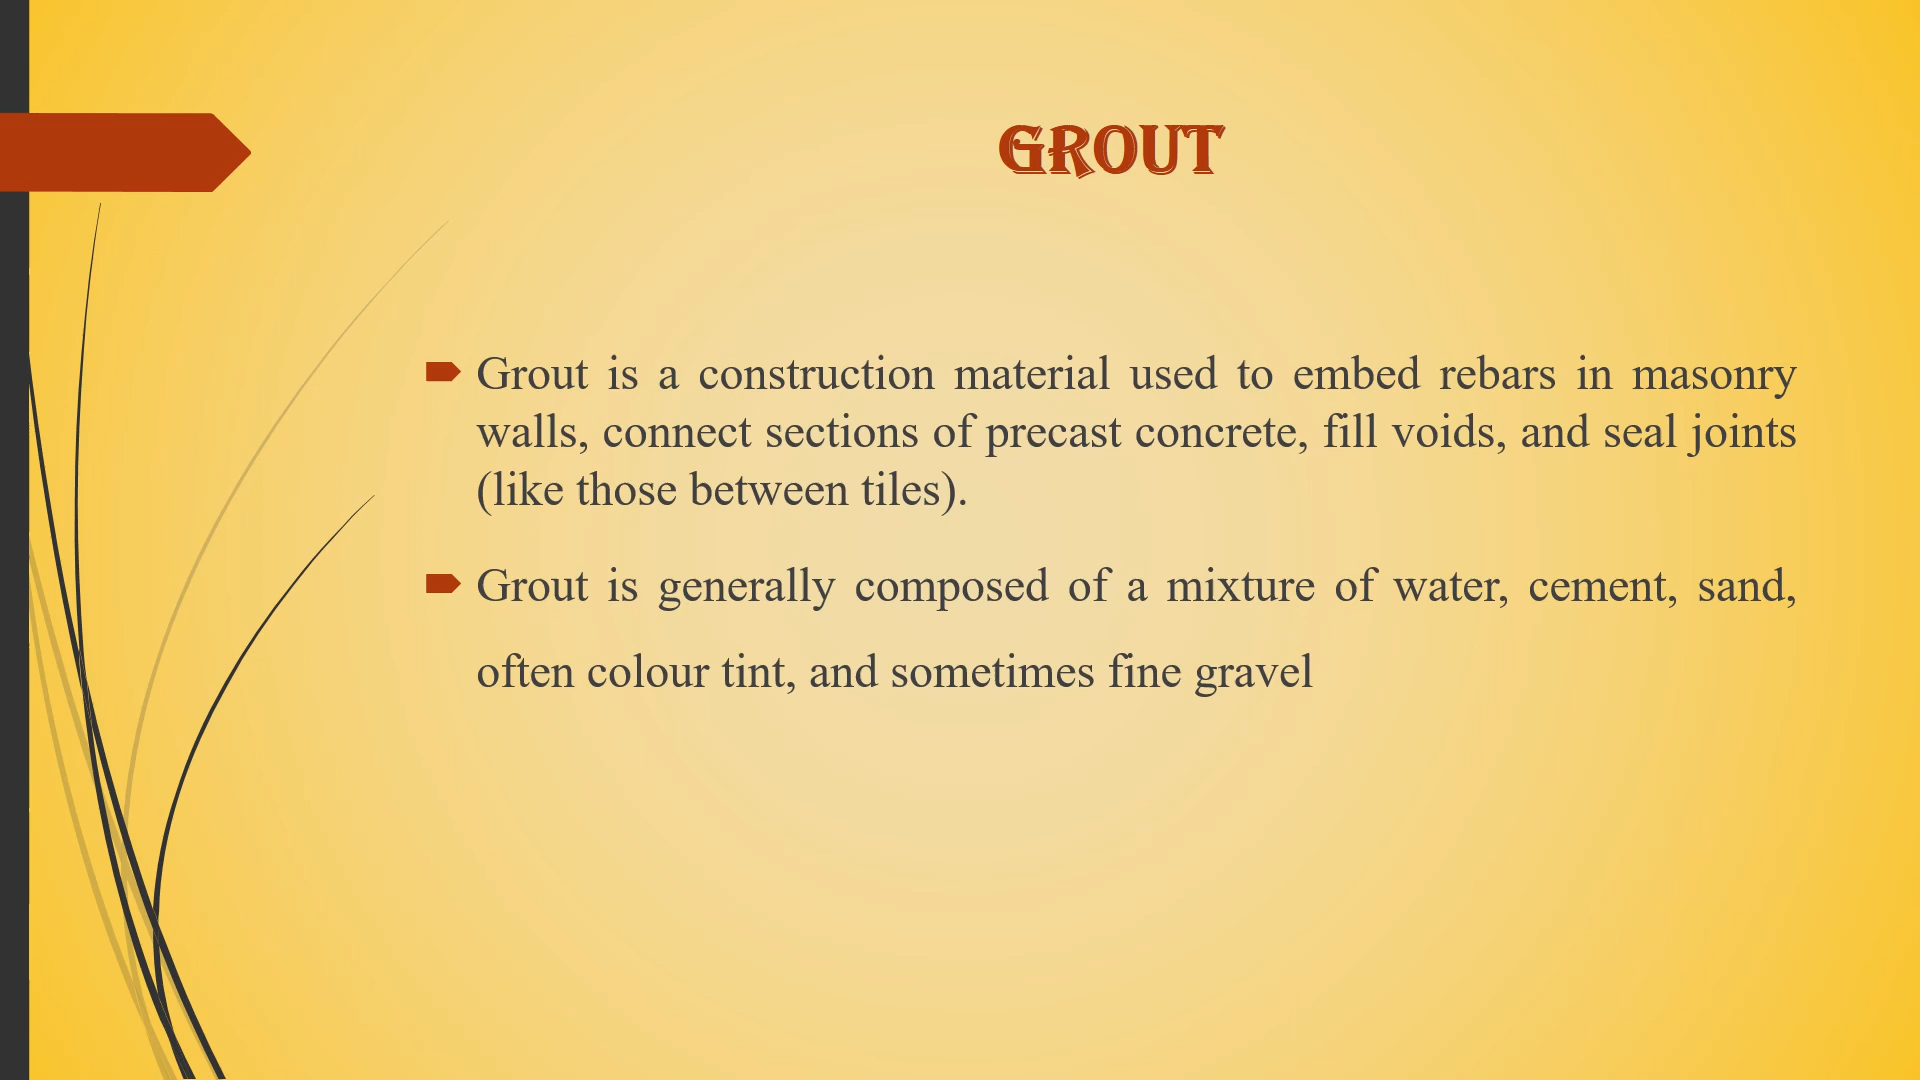 GROUT
Grout is a construction material used to embed rebars in masonry
walls, connect sections of precast concrete, fill voids, and seal joints
(like those between tiles).
Grout is generally composed of a mixture of water, cement, sand,
often colour tint, and sometimes fine gravel